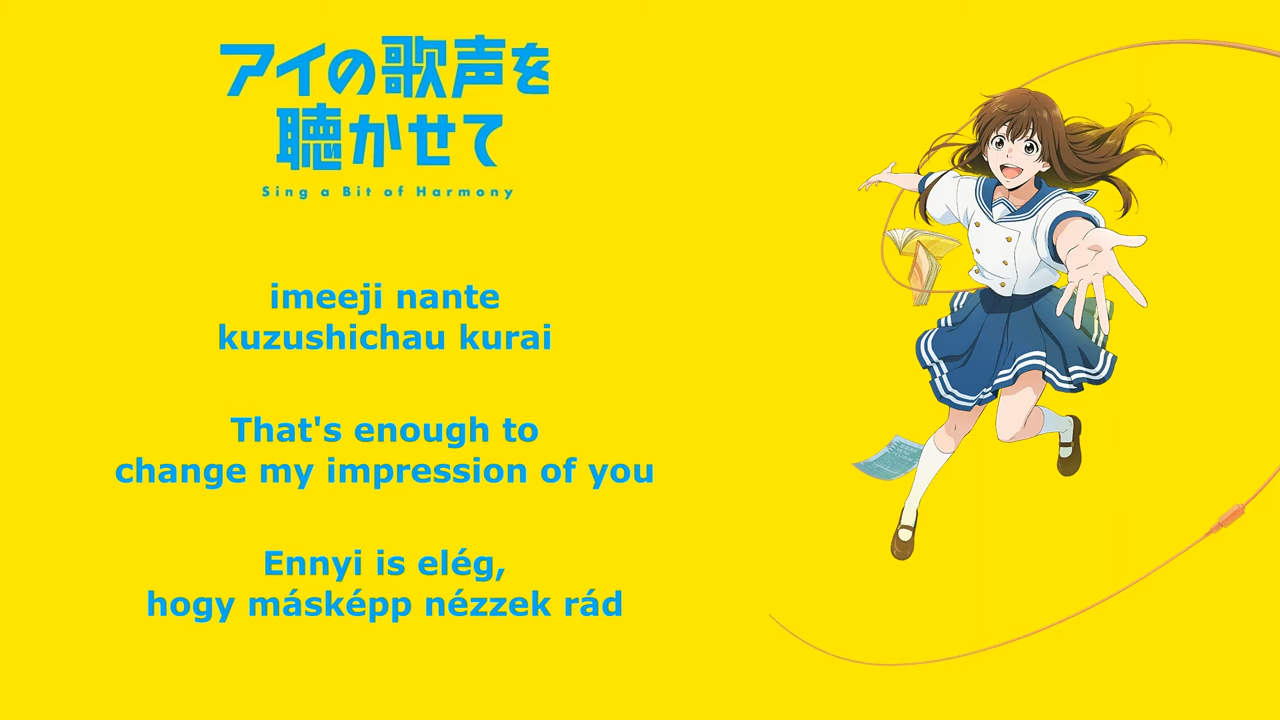 アイの歌声を
聴かせて
Sing a Bit of Harmony
imeeji nante
kuzushichau kurai
That's enough to
change my impression of you
Ennyi is elég,
hogy másképp nézzek rád